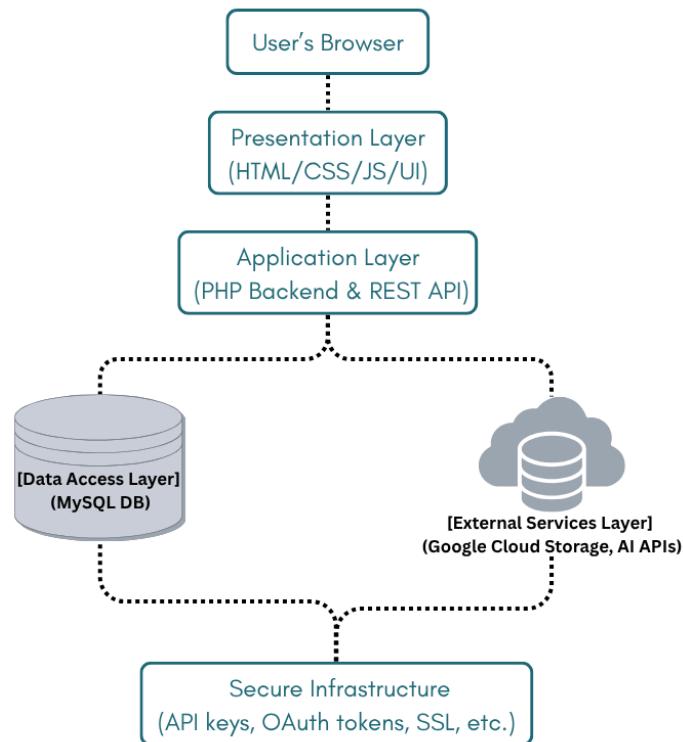 User’s Browser
Presentation Layer
(HTML/CSS/JS/UI)
Application Layer
(PHP Backend & REST API)
[Data Access Layer]
(MySQL DB)
[External Services Layer]
(Google Cloud Storage, AI APIs)
Secure Infrastructure
(API keys, OAuth tokens, SSL, etc.)